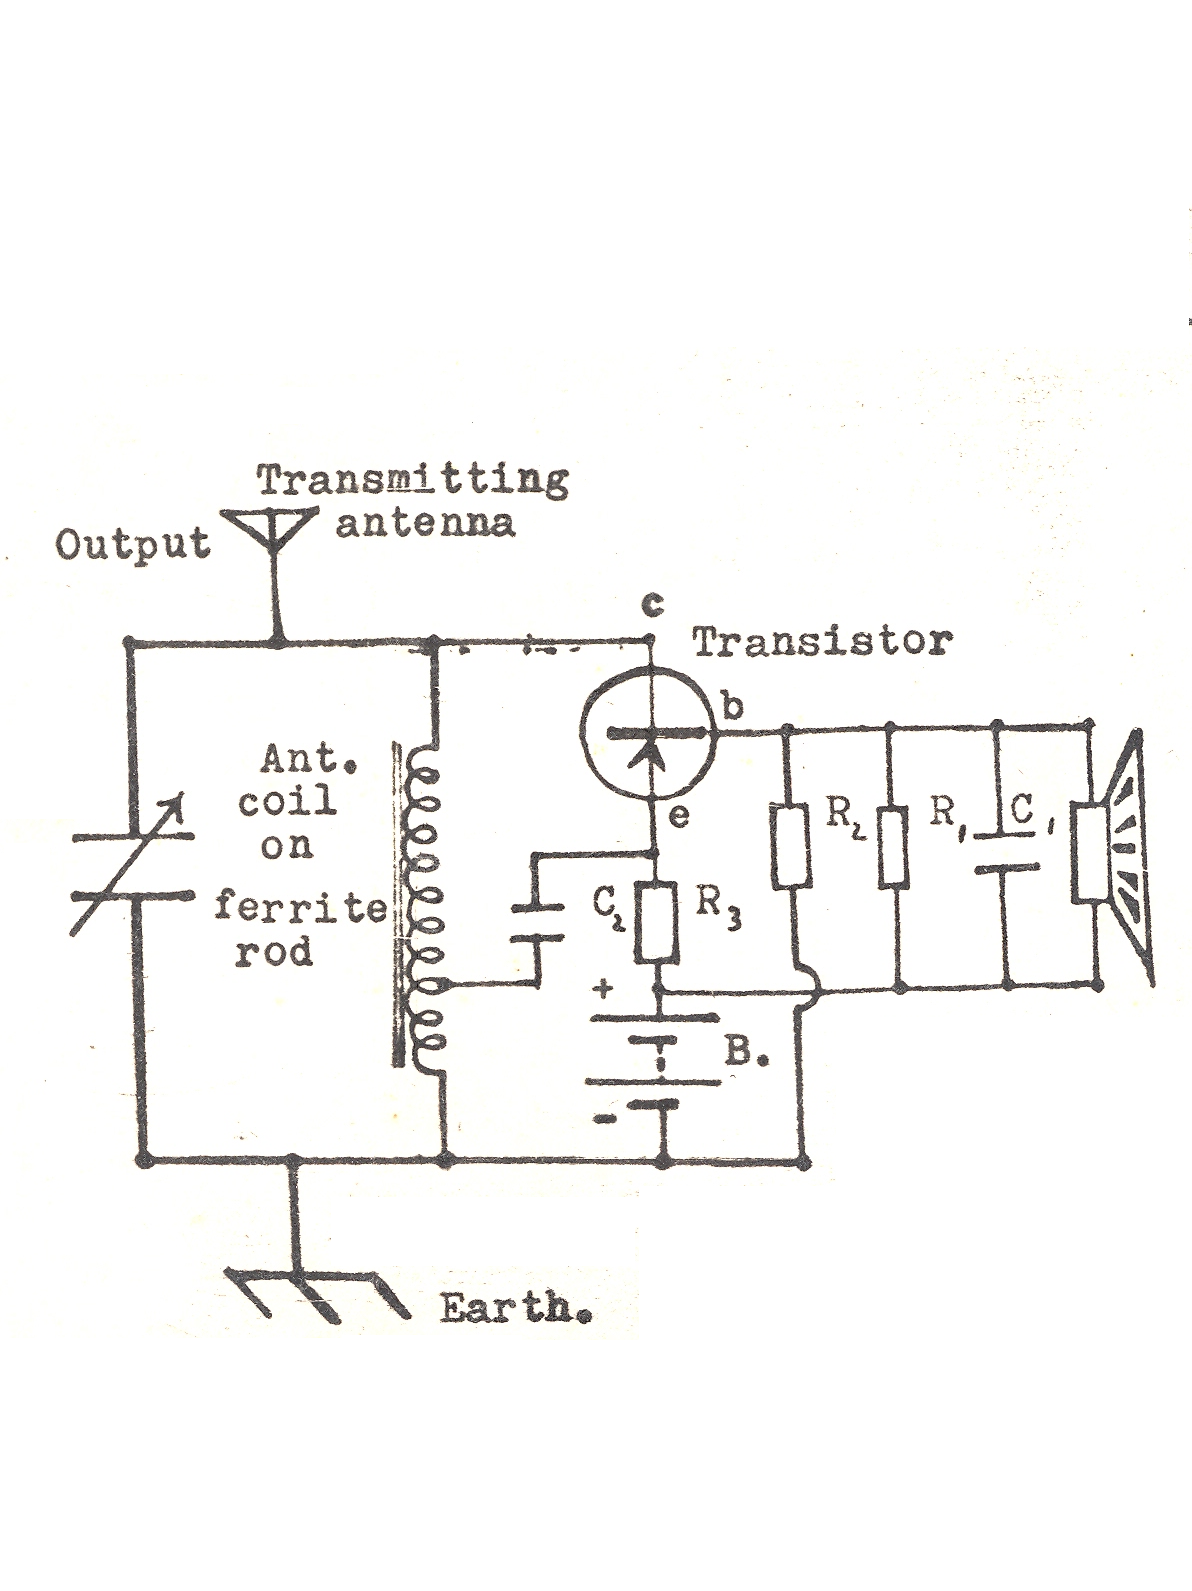 Transmitting
antenna
Output
c
Transistor
b
Ant.
coil
on
ferrite
rod
e
R2
R1
C1
C2
R3
+
B.
-
Earth.